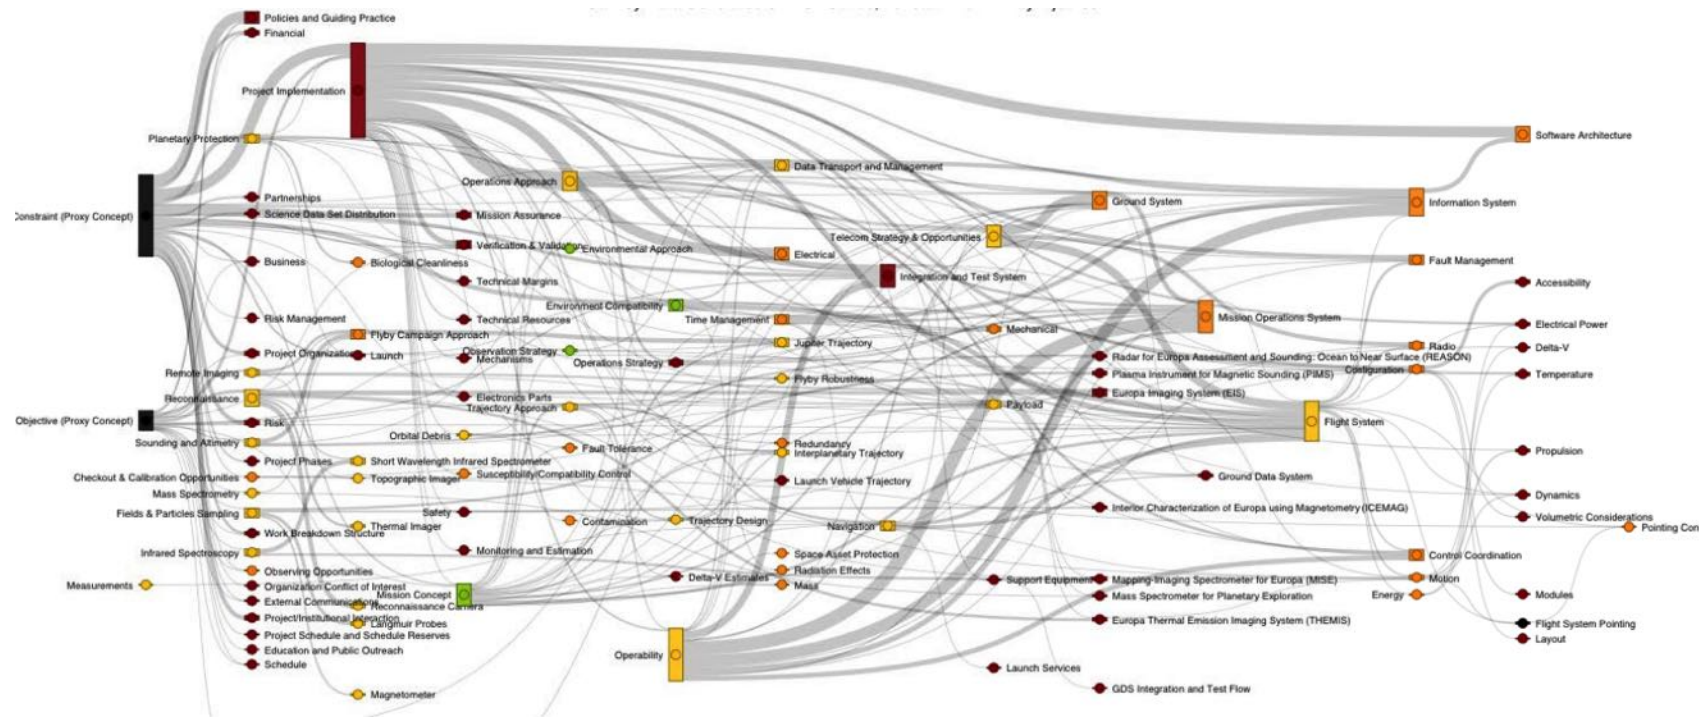 Policies and Guiding Practice
Financial
Project Implementation
Planetary Protection
Software Architecture
Data Transport and Management
Operations Approach
Partnerships
Ground System
Information System
Science Data Set Distribution
Mission Assurance
Constraint (Proxy Concept)
Telecom Strategy & Opportunities
Verification & Validation
Environmental Approach
Electrical
Business
Biological Cleanliness
Fault Management
Integration and Test System
Technical Margins
Accessibility
Environment Compatibility
Risk Management
Technical Resources
Time Management
Mission Operations System
Electrical Power
Mechanical
Flyby Campaign Approach
Jupiter Trajectory
Radio
Delta-V
Project Organization
Launch
Observation Strategy
Mechanisms
Operations Strategy
Radar for Europa Assessment and Sounding: Ocean to Near Surface (REASON)
Configuration
Remote Imaging
Plasma Instrument for Magnetic Sounding (PIMS)
Temperature
Flyby Robustness
Reconnaissance
Electronics Parts
Europa Imaging System (EIS)
Trajectory Approach
Payload
Objective (Proxy Concept)
Risk
Flight System
Orbital Debris
Sounding and Altimetry
Fault Tolerance
Redundancy
Interplanetary Trajectory
Propulsion
Project Phases
Short Wavelength Infrared Spectrometer
Checkout & Calibration Opportunities
Topographic Imager
Susceptibility/Compatibility Control
Launch Vehicle Trajectory
Ground Data System
Mass Spectrometry
Dynamics
Fields & Particles Sampling
Safety
Interior Characterization of Europa using Magnetometry (ICEMAG)
Volumetric Considerations
Thermal Imager
Contamination
Trajectory Design
Navigation
Pointing Con
Work Breakdown Structure
Infrared Spectroscopy
Monitoring and Estimation
Space Asset Protection
Control Coordination
Observing Opportunities
Radiation Effects
Measurements
Organization Conflict of Interest
Delta-V Estimates
Mass
Support Equipment
Mapping-Imaging Spectrometer for Europa (MISE)
Motion
Mission Concept
Mass Spectrometer for Planetary Exploration
Energy
Modules
External Communications
Reconnaissance Camera
Project/Institutional Interaction
Langmuir Probes
Europa Thermal Emission Imaging System (THEMIS)
Flight System Pointing
Project Schedule and Schedule Reserves
Layout
Education and Public Outreach
Operability
Schedule
Launch Services
Magnetometer
GDS Integration and Test Flow